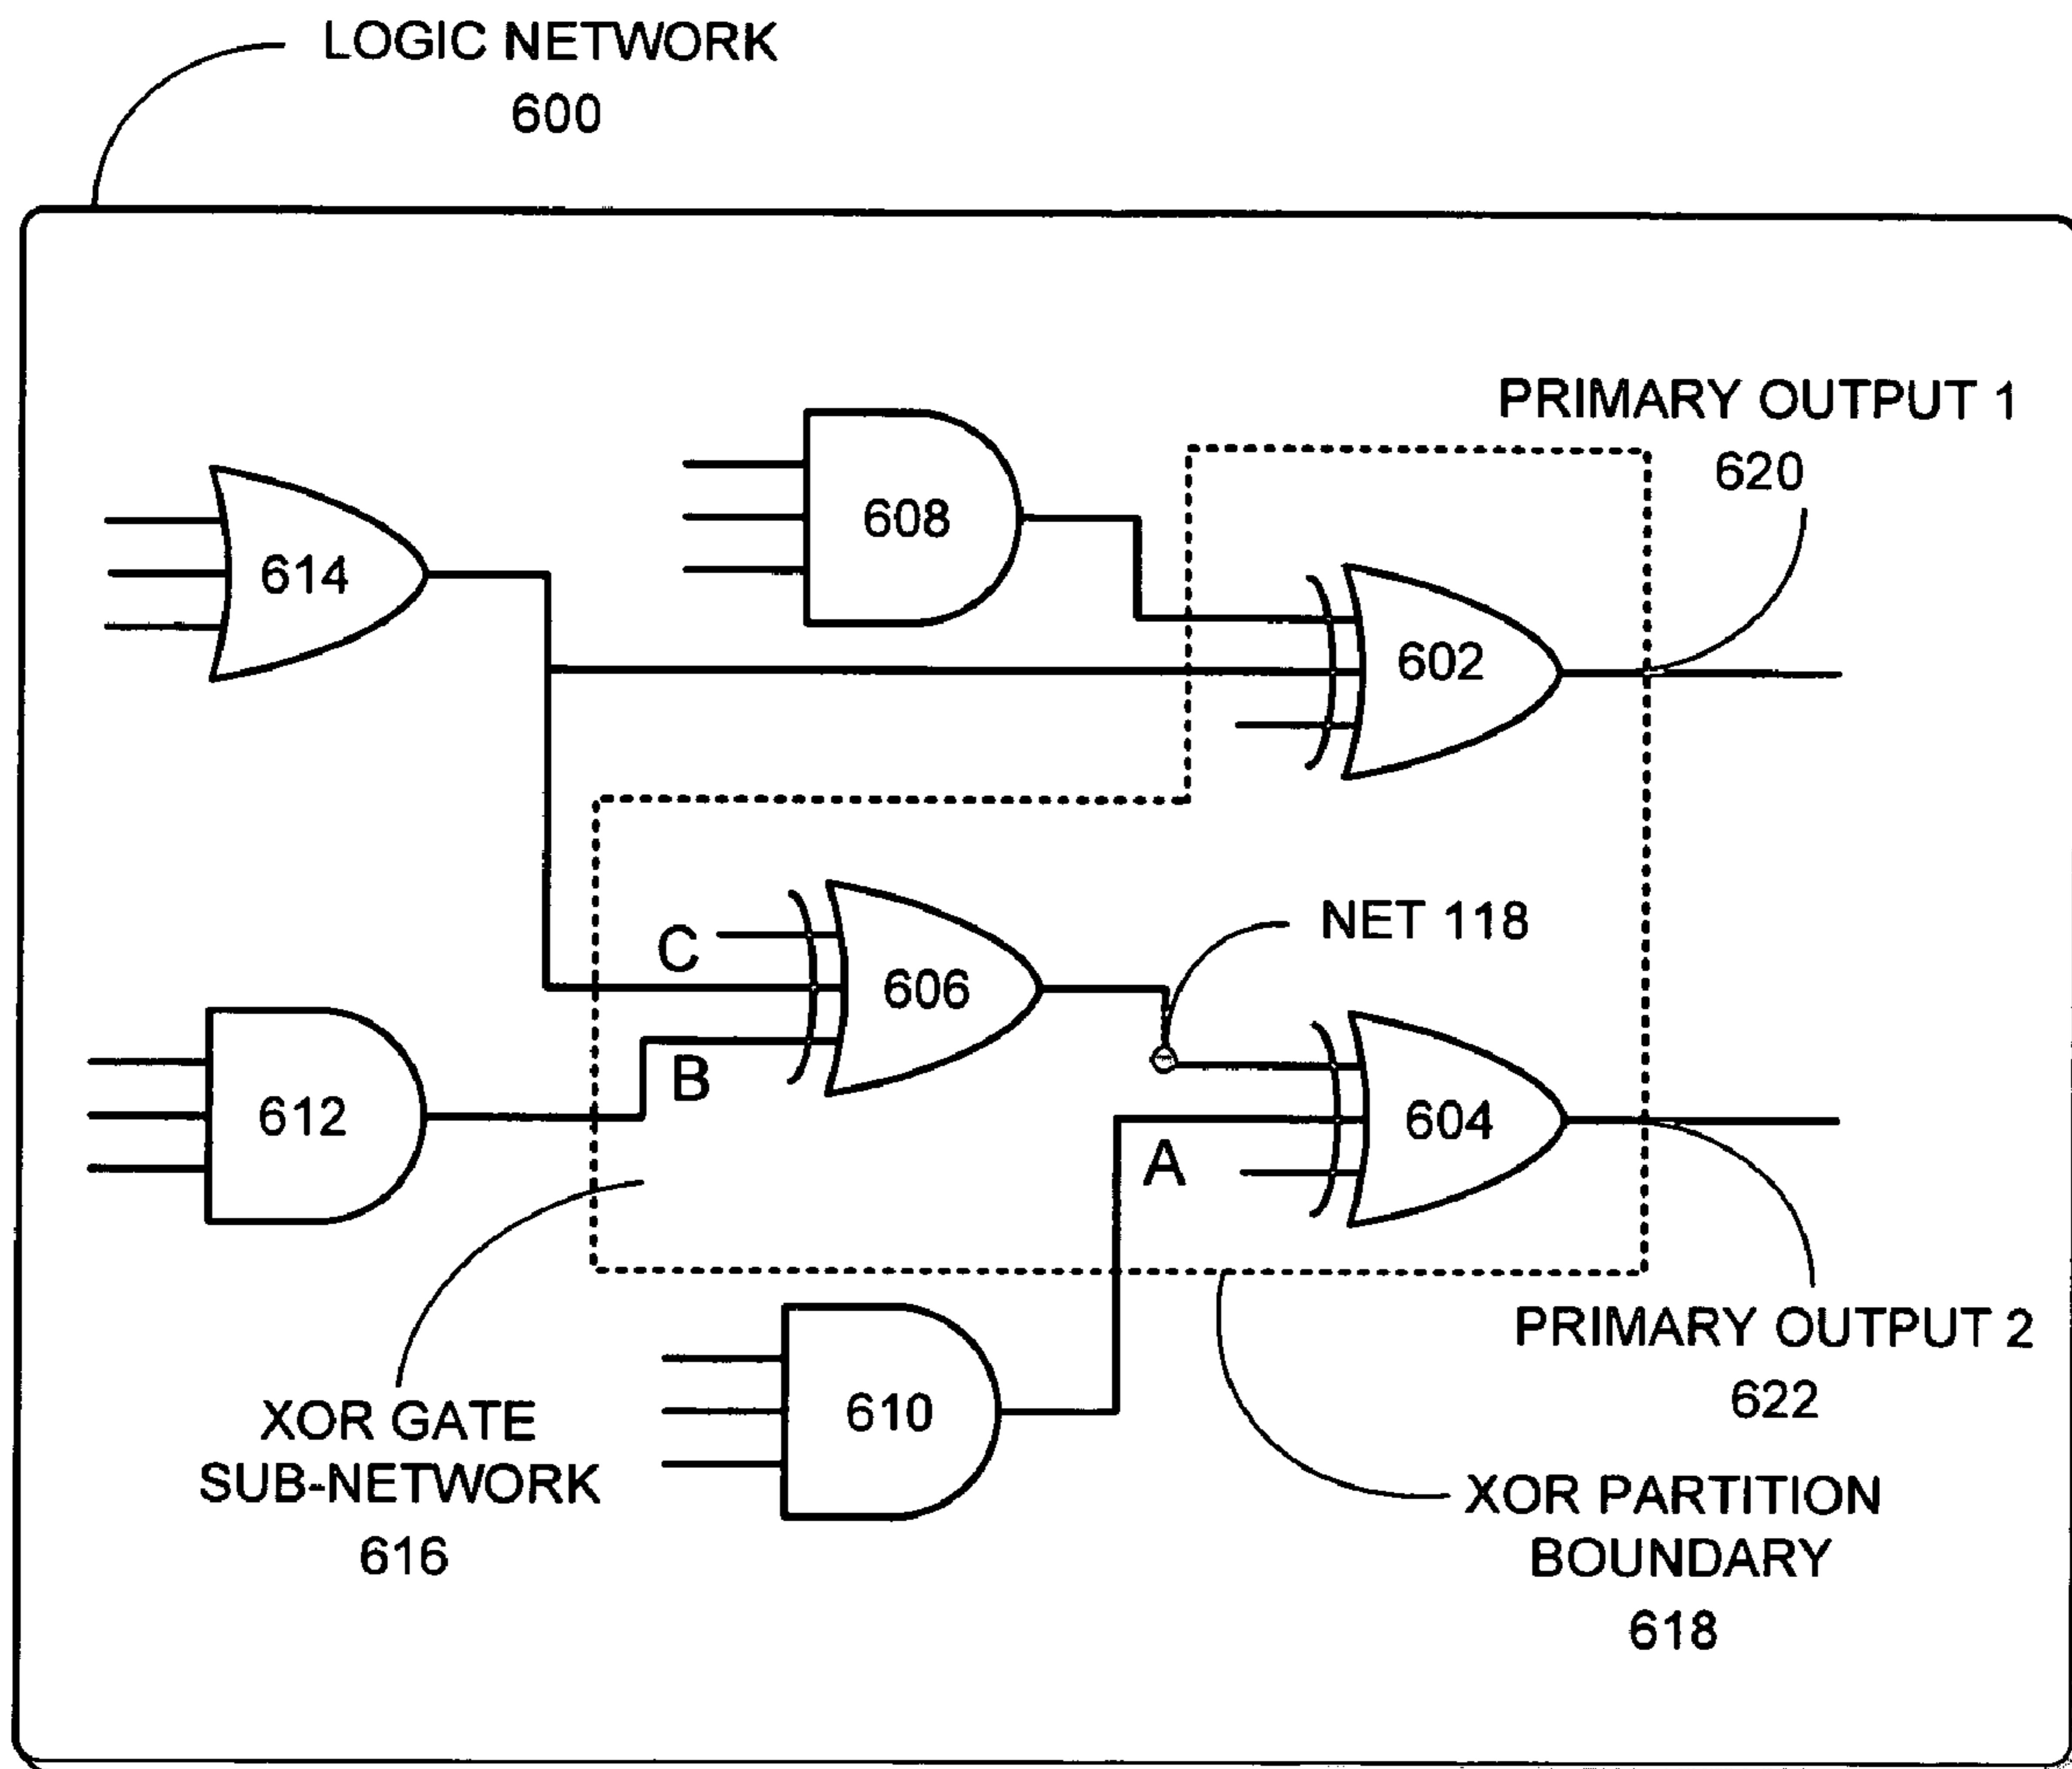 LOGIC NETWORK
600
PRIMARY OUTPUT 1
620
608
614
602
C
606
NET 118
B
612
604
A
PRIMARY OUTPUT 2
622
XOR GATE
SUB-NETWORK
616
610
XOR PARTITION
BOUNDARY
618